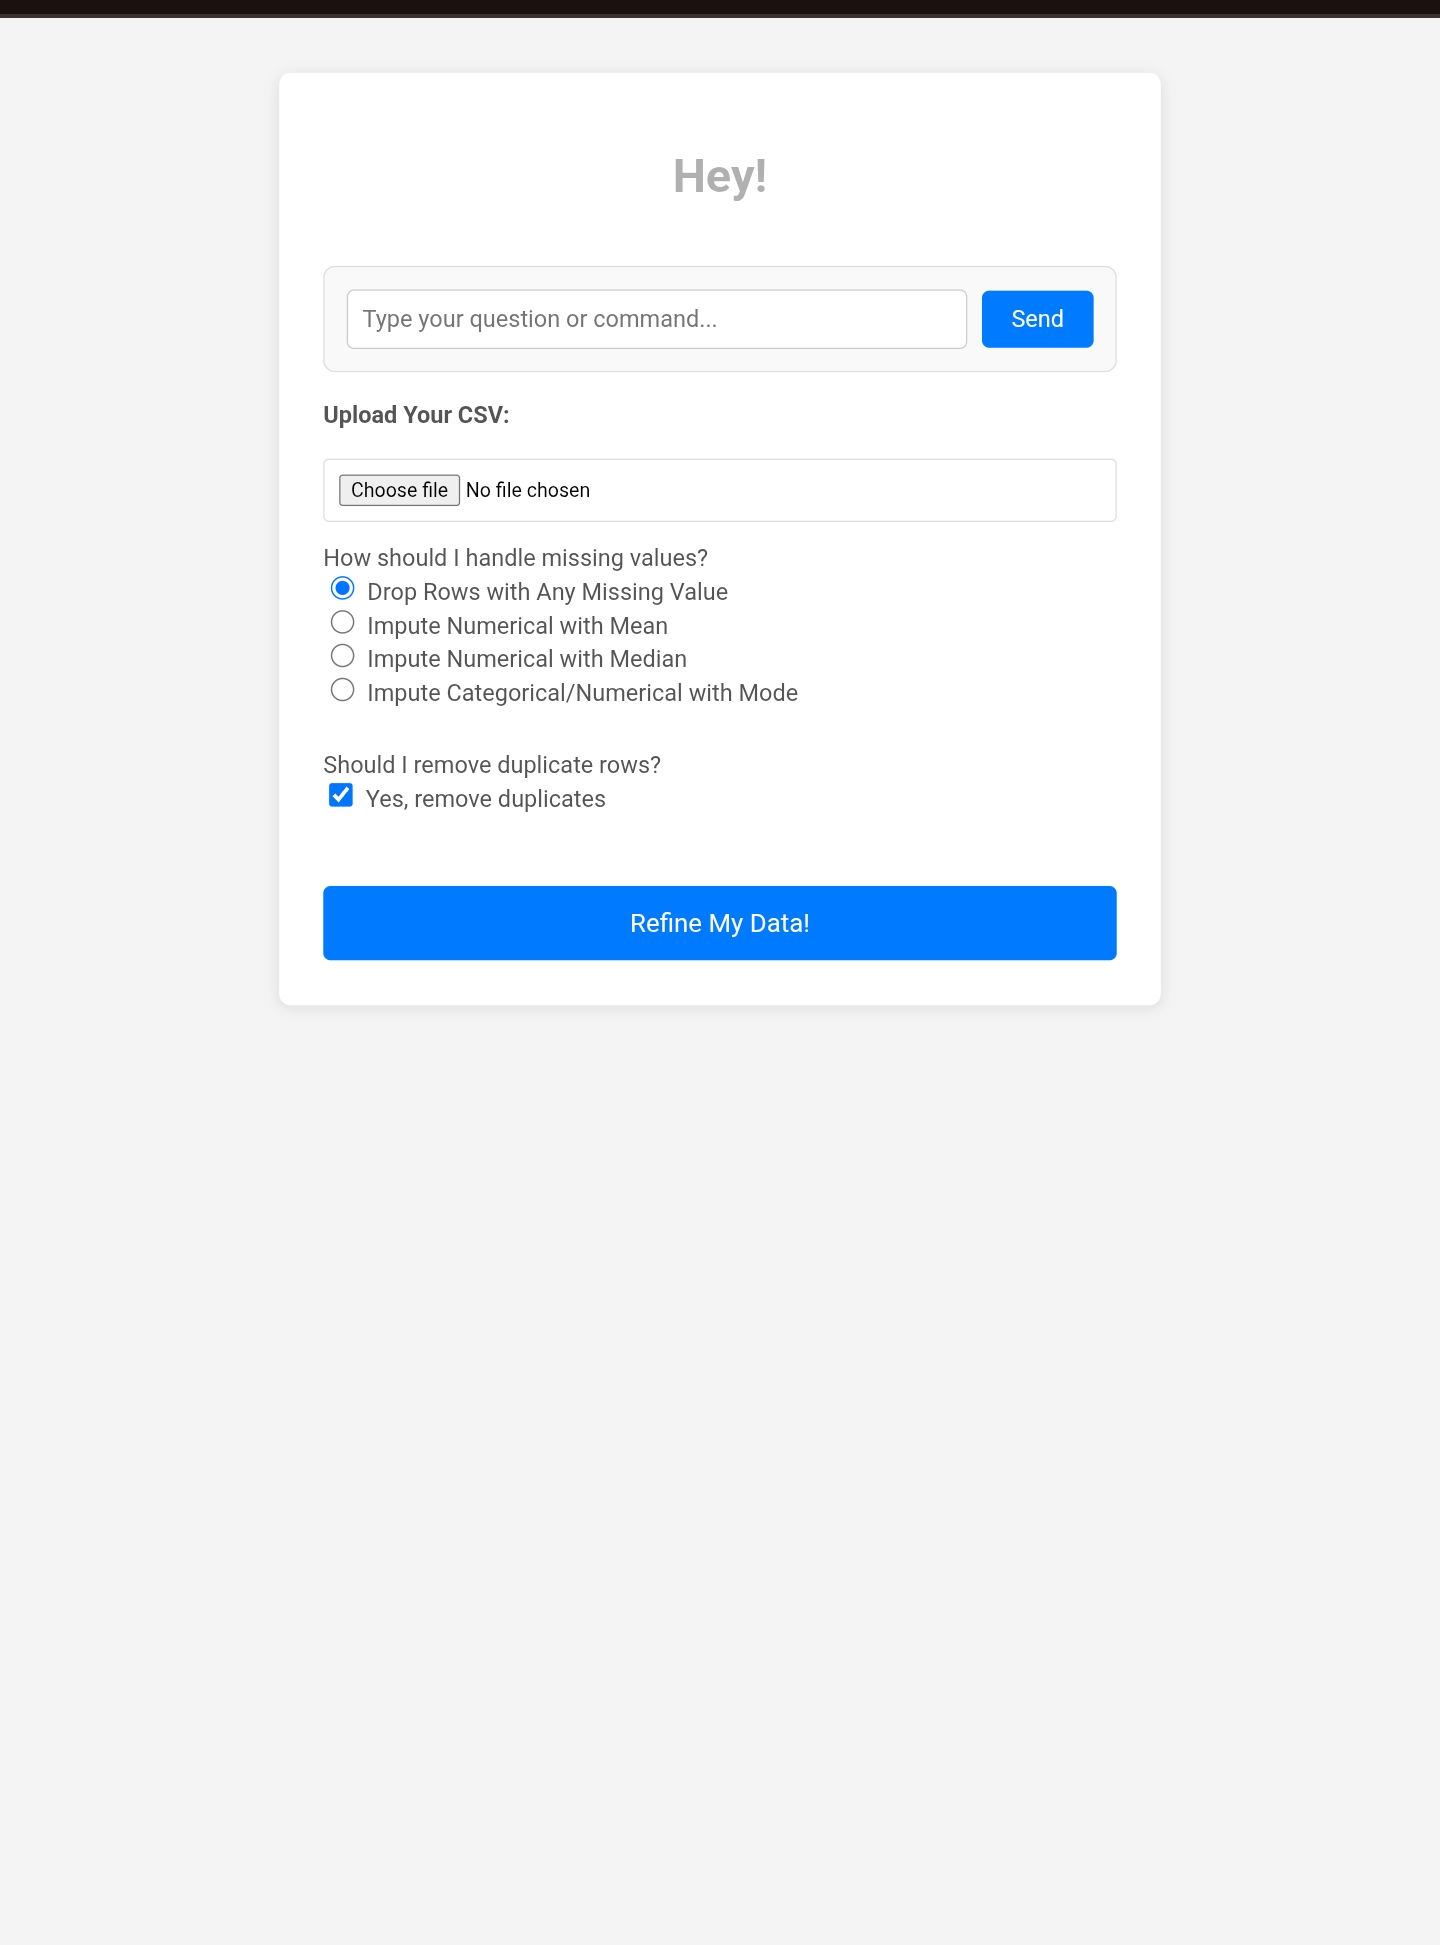 Hey!
Type your question or command...
Send
Upload Your CSV:
Choose file No file chosen
How should I handle missing values?
Drop Rows with Any Missing Value
Impute Numerical with Mean
Impute Numerical with Median
Impute Categorical/Numerical with Mode
Should I remove duplicate rows?
Yes, remove duplicates
Refine My Data!